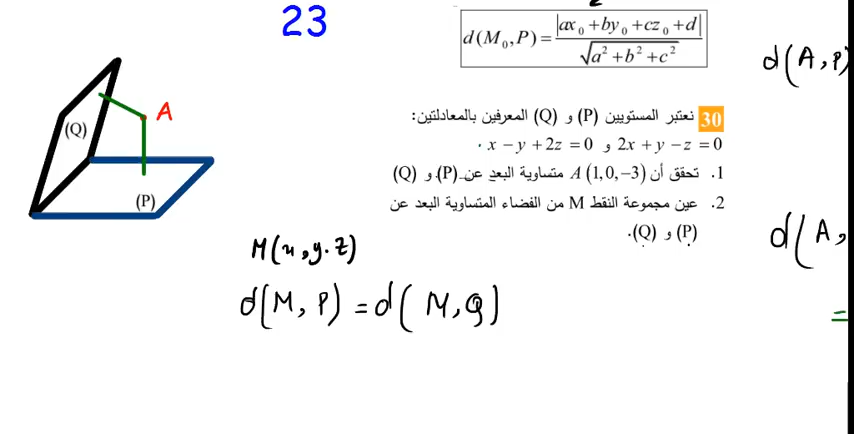 23
d(M₀,P) = |ax₀ + by₀ + cz₀ + d| / √(a² + b² + c²)
d(A,P)
A
(Q)
(P)
30 نعتبر المستويين (P) و (Q) المعرفين بالمعادلتين:
2x + y − z = 0 و x − y + 2z = 0 .
1. تحقق أن A(1,0,−3) متساوية البعد عن (P) و (Q)
2. عين مجموعة النقط M من الفضاء المتساوية البعد عن
(P) و (Q).
d(A,
M(x,y.z)
d(M,P) = d(M,Q)
=